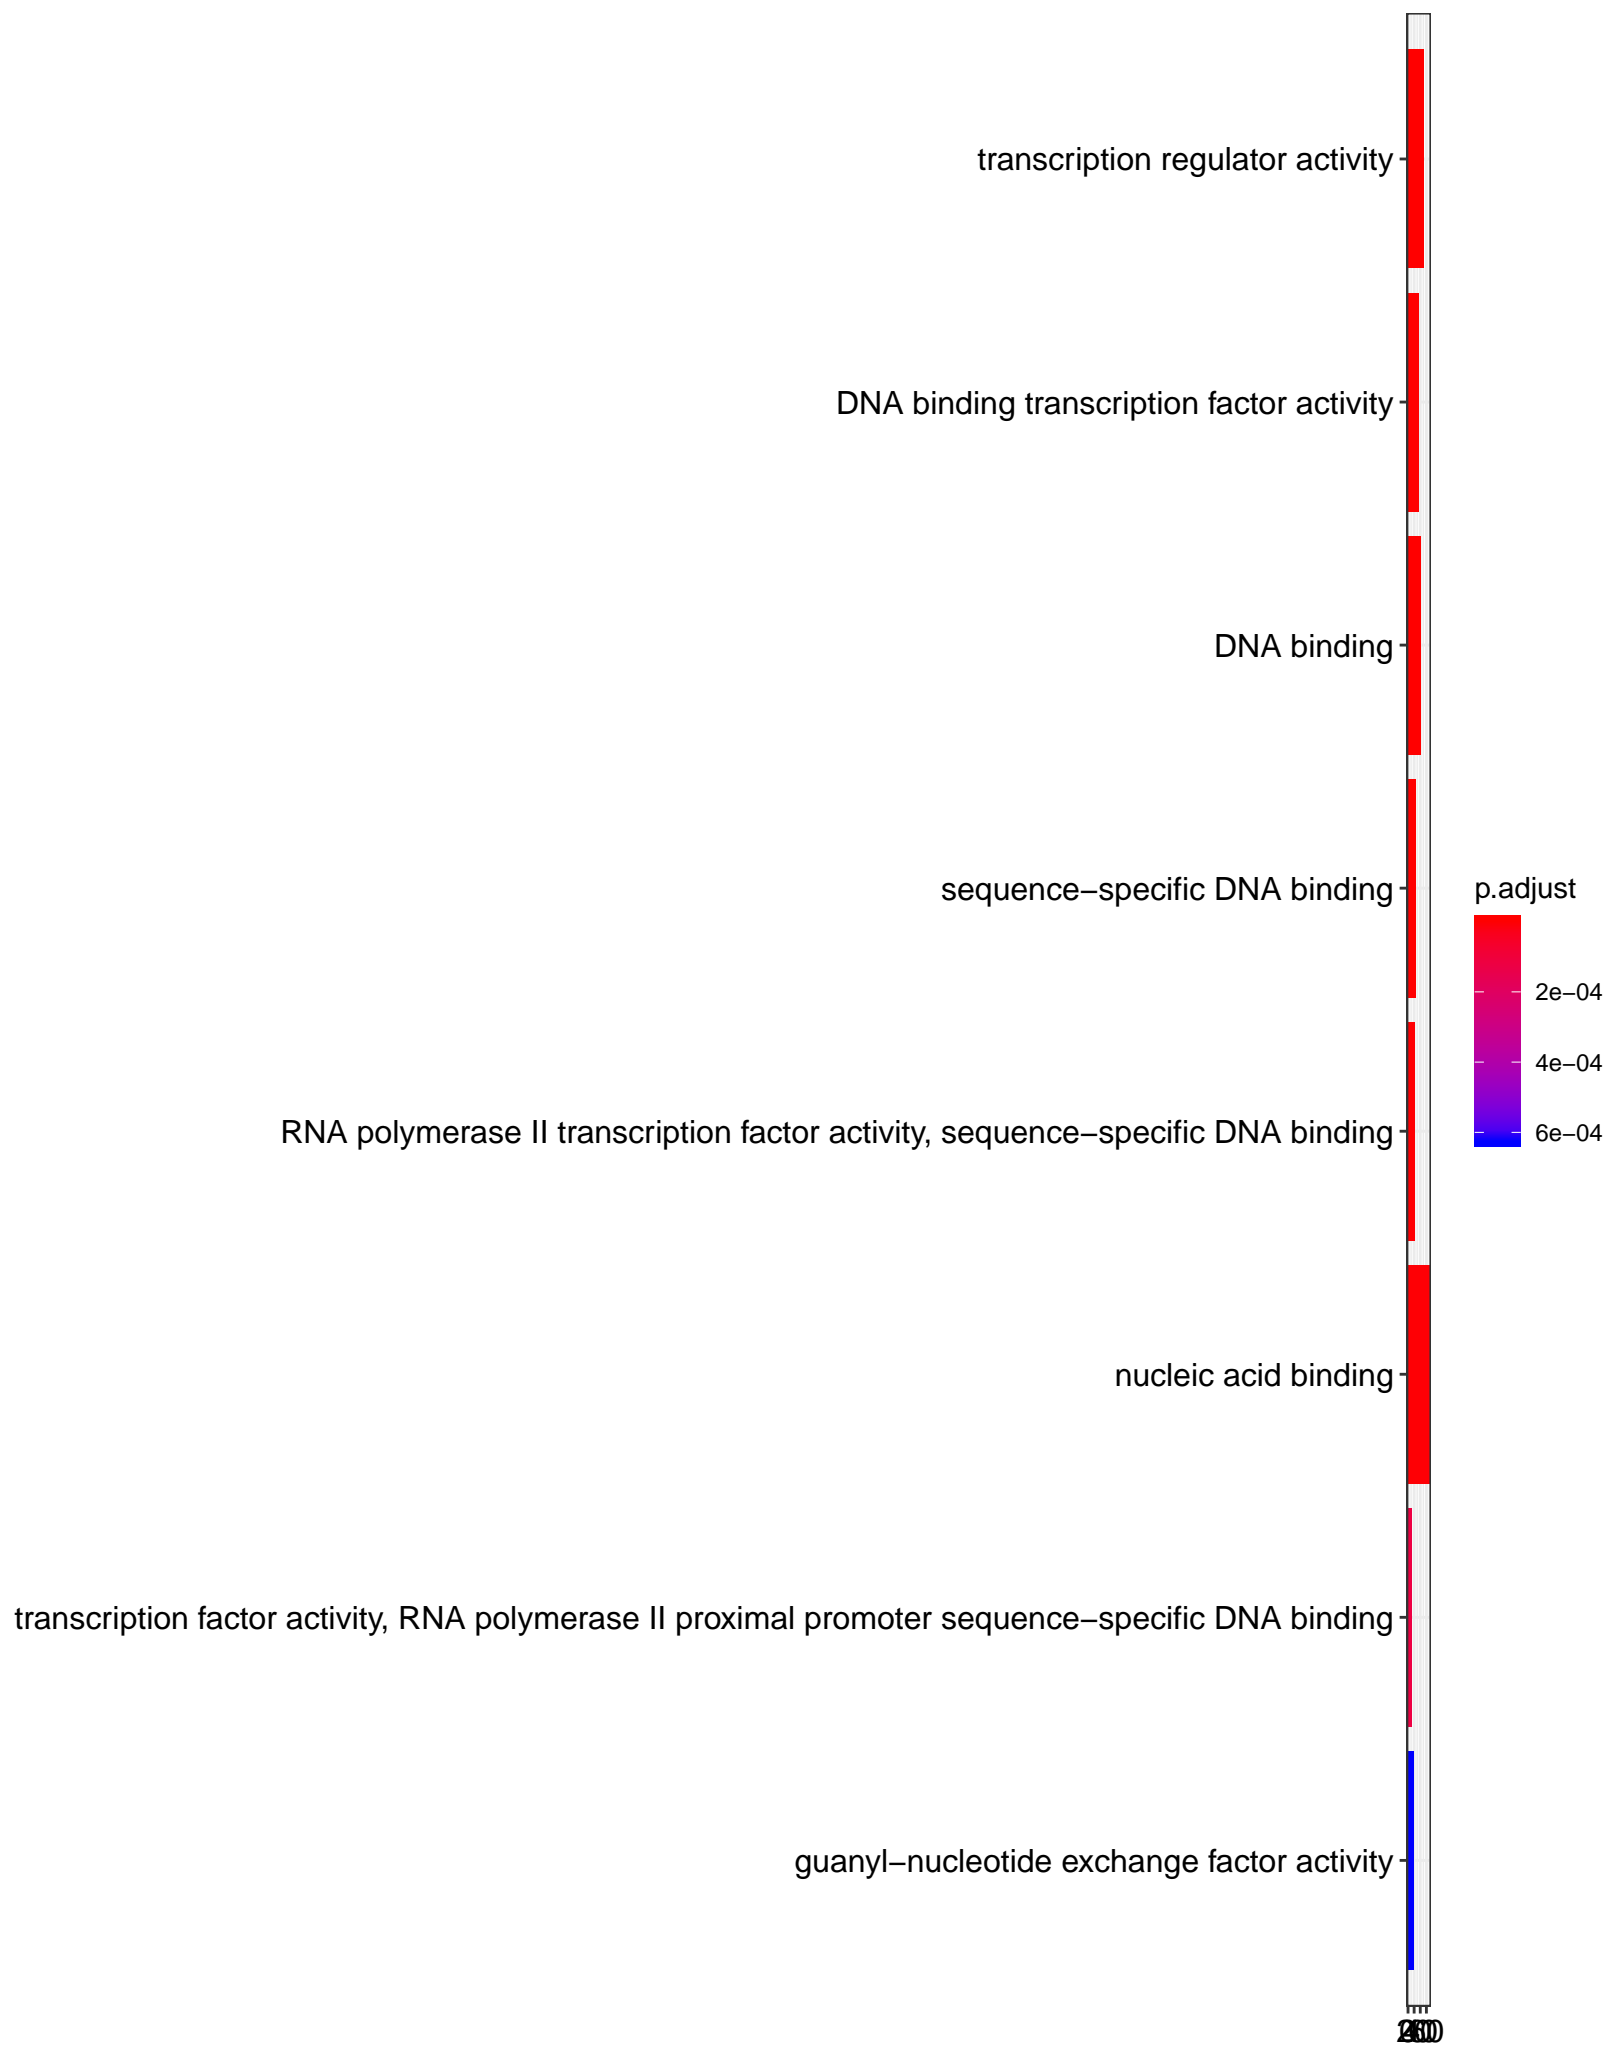 transcription regulator activity
DNA binding transcription factor activity
DNA binding
sequence−specific DNA binding
RNA polymerase II transcription factor activity, sequence−specific DNA binding
nucleic acid binding
transcription factor activity, RNA polymerase II proximal promoter sequence−specific DNA binding
guanyl−nucleotide exchange factor activity
p.adjust
2e−04
4e−04
6e−04